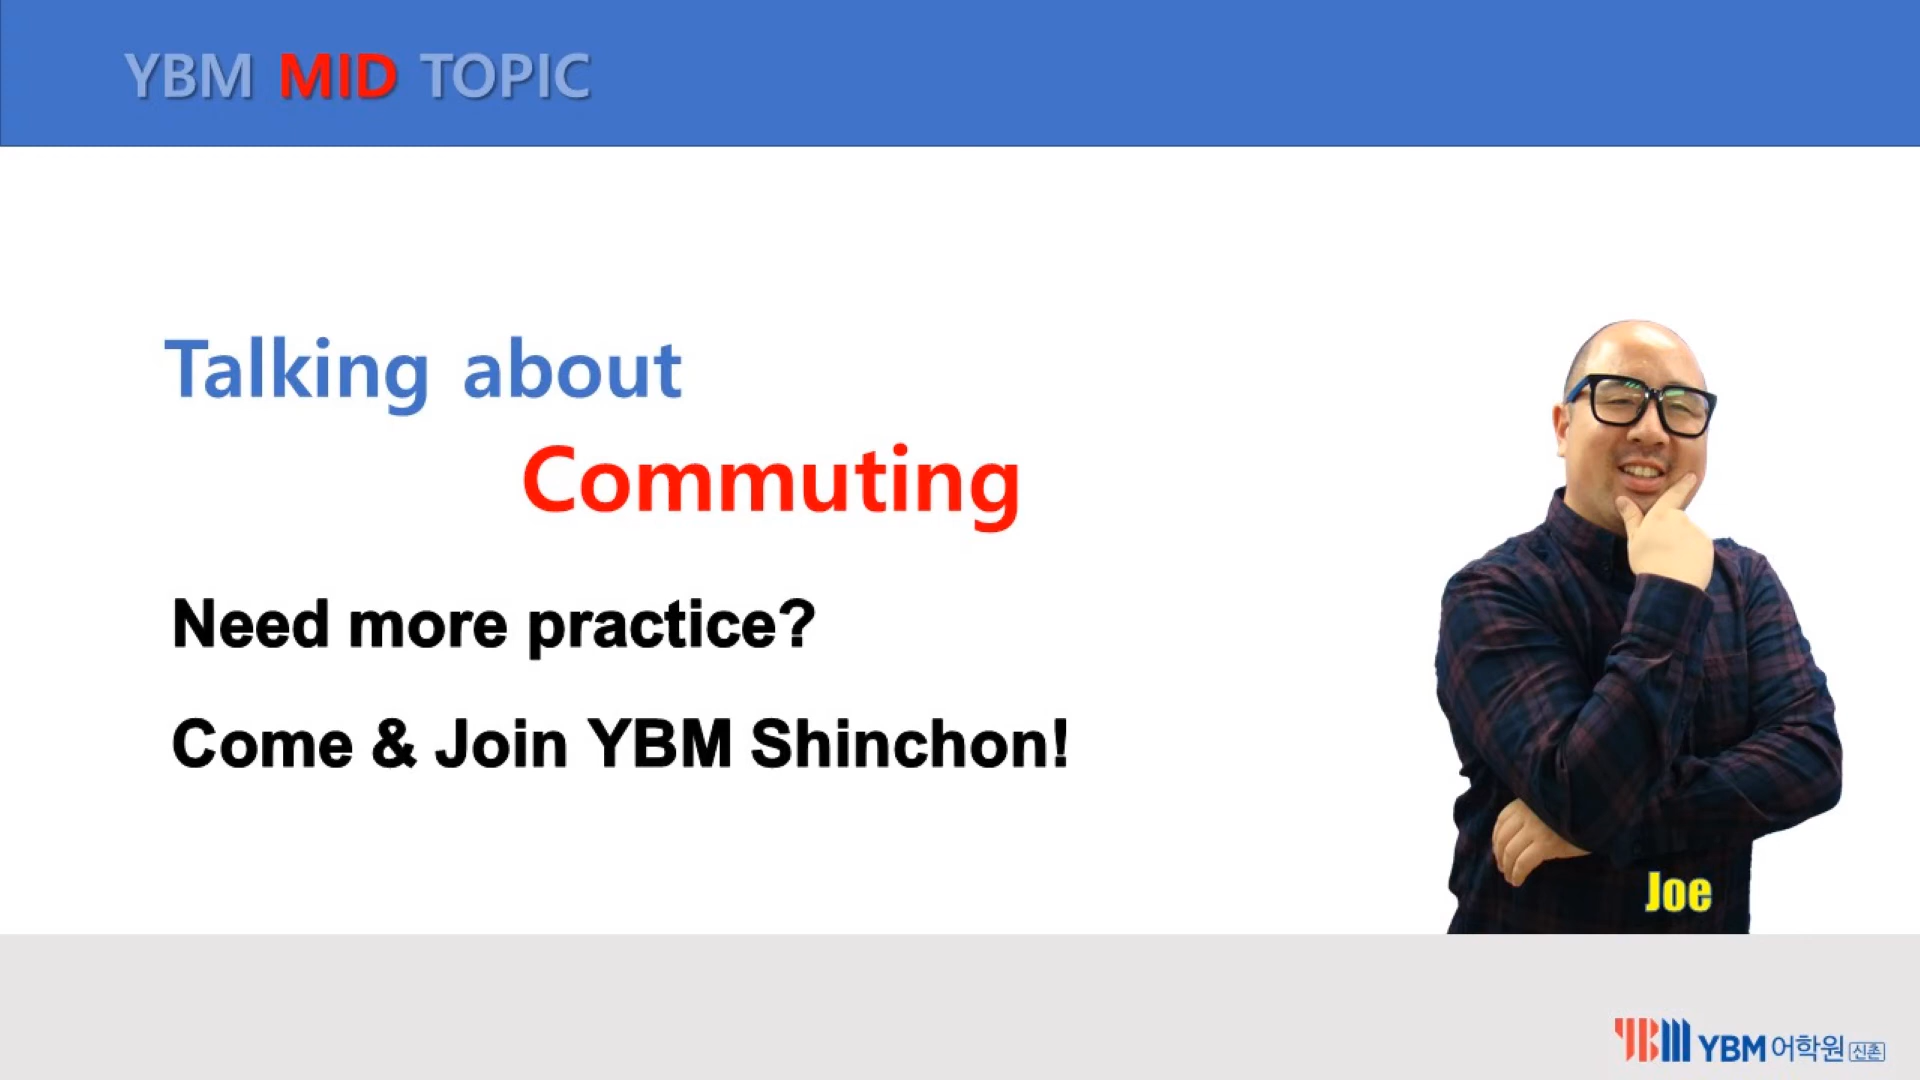 YBM MID TOPIC
Talking about
Commuting
Need more practice?
Come & Join YBM Shinchon!
Joe
YBM YBM 어학원 신촌